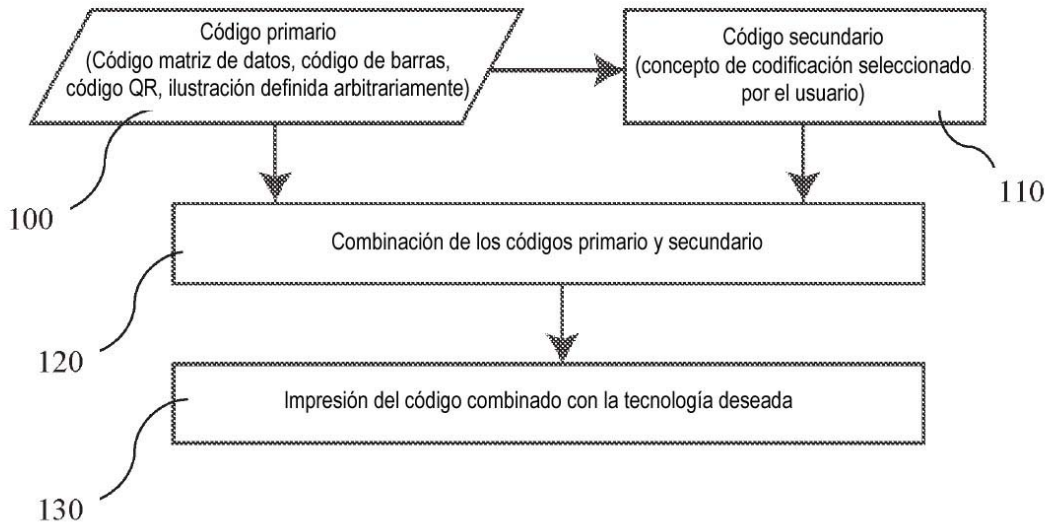 Código primario
(Código matriz de datos, código de barras,
código QR, ilustración definida arbitrariamente)
Código secundario
(concepto de codificación seleccionado
por el usuario)
100
110
Combinación de los códigos primario y secundario
120
Impresión del código combinado con la tecnología deseada
130